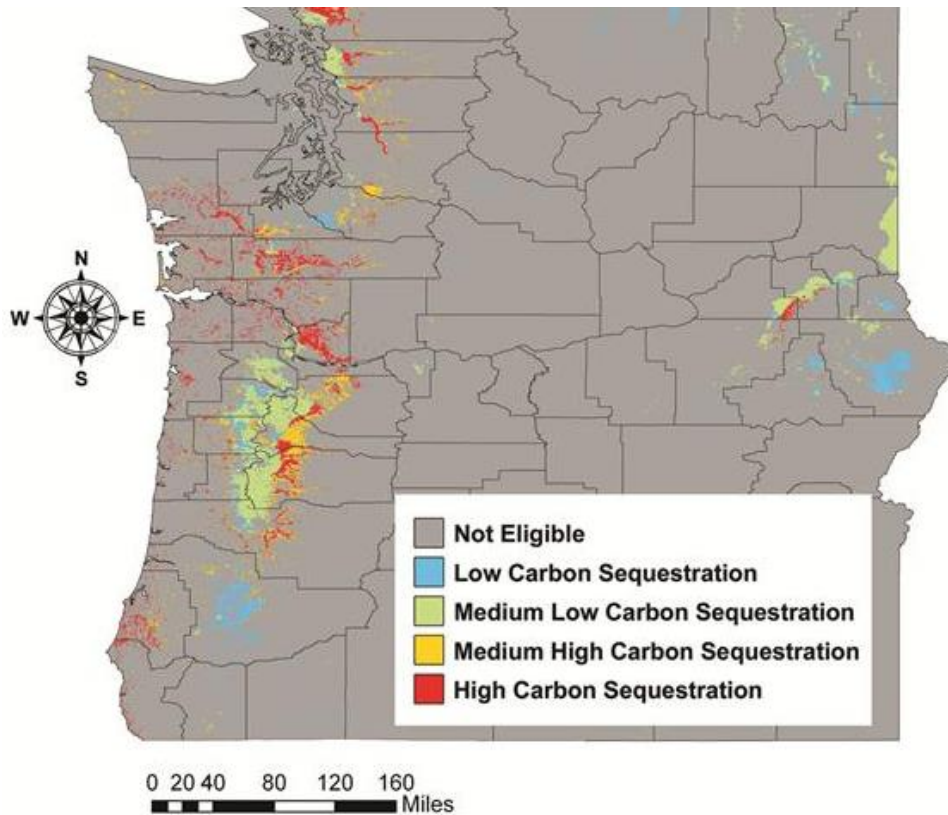 N
W E
S
Not Eligible
Low Carbon Sequestration
Medium Low Carbon Sequestration
Medium High Carbon Sequestration
High Carbon Sequestration
0 20 40 80 120 160
Miles